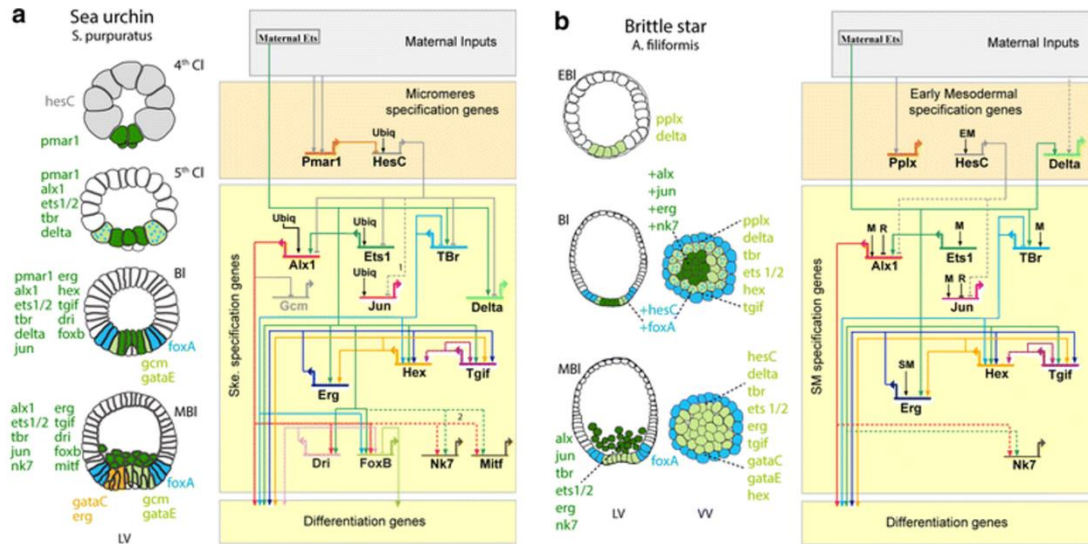 a
Sea urchin
S. purpuratus
4th Cl
hesC
pmar1
5th Cl
pmar1
alx1
ets1/2
tbr
delta
Bl
pmar1 erg
alx1 hex
ets1/2 tgif
tbr dri
delta foxb
jun
foxA
gcm
gataE
MBl
alx1 erg
ets1/2 tgif
tbr dri
jun foxb
nk7 mitf
foxA
gataC
erg
gcm
gataE
LV
Maternal Ets
Maternal Inputs
Micromeres
specification genes
Ubiq
Pmar1 HesC
Ske. specification genes
Ubiq Ubiq
Alx1 Ets1 TBr
Ubiq
1
Gcm Jun Delta
Hex Tgif
Erg
2
Dri FoxB Nk7 Mitf
Differentiation genes
b
Brittle star
A. filiformis
EBl
pplx
delta
+alx
+jun
+erg
+nk7
Bl
pplx
delta
tbr
ets 1/2
hex
tgif
+hesC
+foxA
MBl
hesC
delta
tbr
ets 1/2
erg
tgif
gataC
gataE
hex
alx
jun
tbr
ets1/2
erg
nk7
foxA
LV VV
Maternal Ets
Maternal Inputs
Early Mesodermal
specification genes
EM
Pplx HesC Delta
SM specification genes
M R M M
Alx1 Ets1 TBr
M R
Jun
Hex Tgif
SM
Erg
Nk7
Differentiation genes